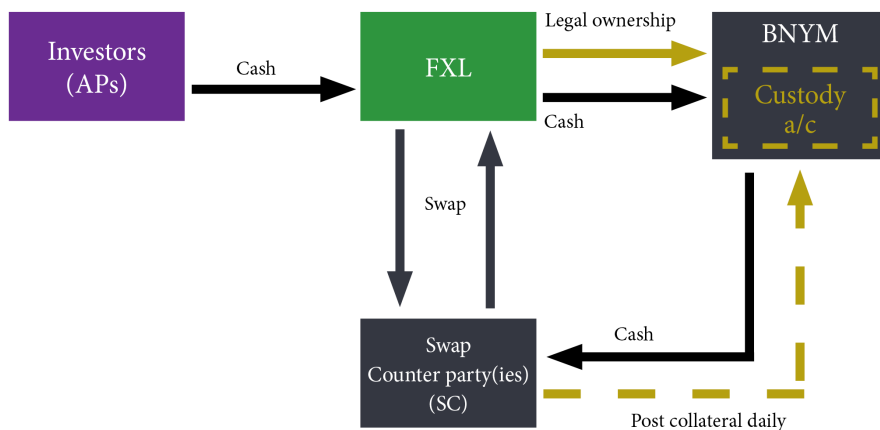 Investors
(APs)
Cash
FXL
Legal ownership
Cash
BNYM
Custody
a/c
Swap
Swap
Counter party(ies)
(SC)
Cash
Post collateral daily